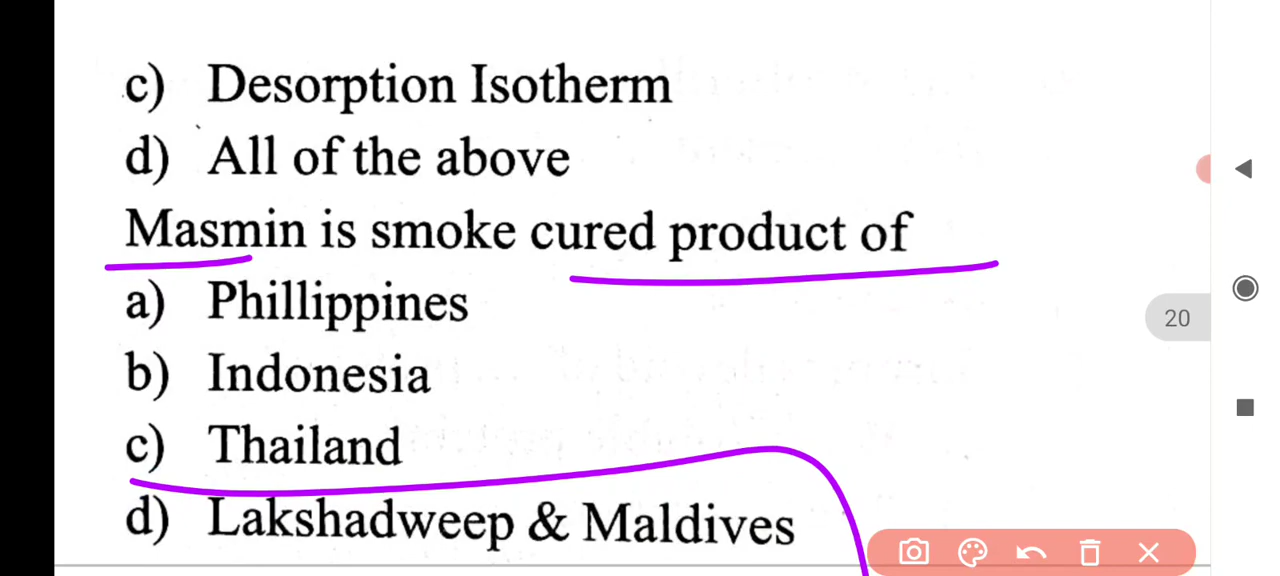 c) Desorption Isotherm
d) All of the above
Masmin is smoke cured product of
a) Phillippines
b) Indonesia
c) Thailand
d) Lakshadweep & Maldives
20